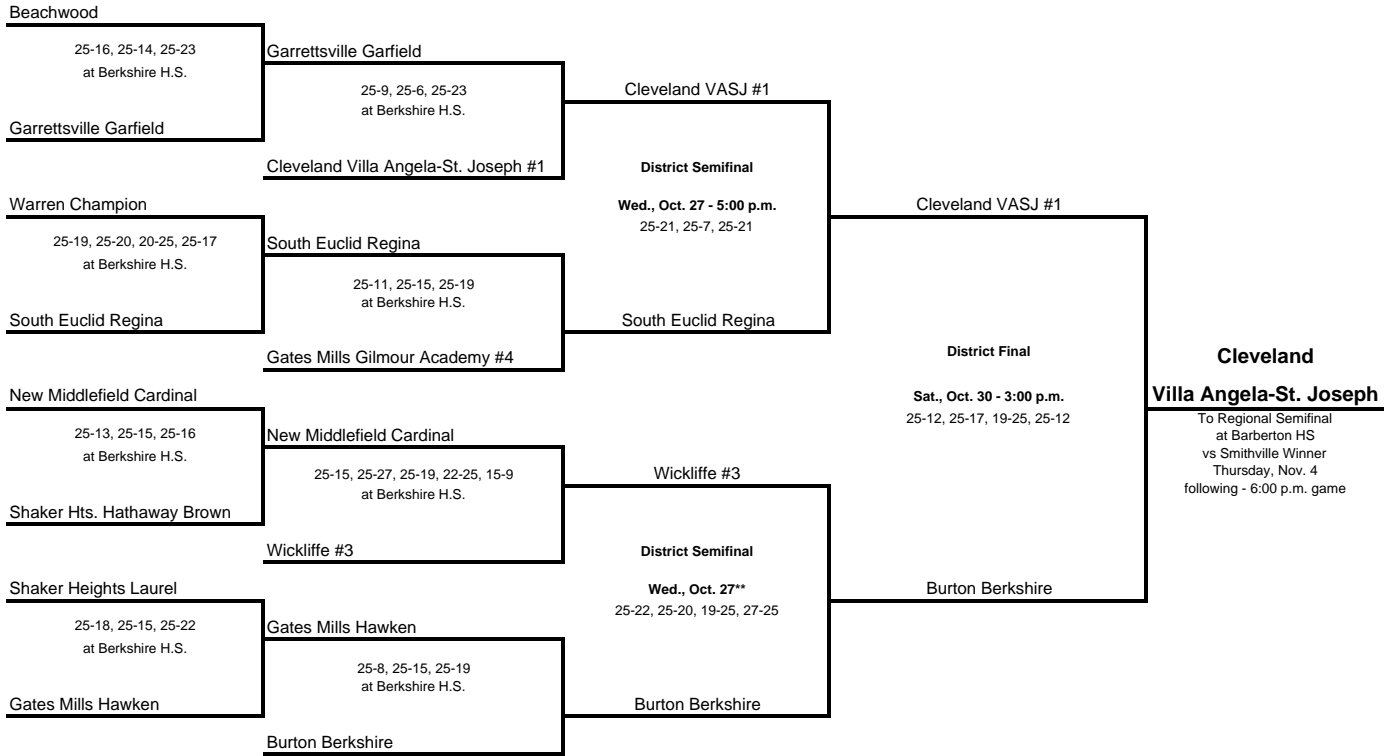 Beachwood
25-16, 25-14, 25-23
at Berkshire H.S.
Garrettsville Garfield
Garrettsville Garfield
25-9, 25-6, 25-23
at Berkshire H.S.
Cleveland Villa Angela-St. Joseph #1
Warren Champion
25-19, 25-20, 20-25, 25-17
at Berkshire H.S.
South Euclid Regina
South Euclid Regina
25-11, 25-15, 25-19
at Berkshire H.S.
Gates Mills Gilmour Academy #4
New Middlefield Cardinal
25-13, 25-15, 25-16
at Berkshire H.S.
Shaker Hts. Hathaway Brown
New Middlefield Cardinal
25-15, 25-27, 25-19, 22-25, 15-9
at Berkshire H.S.
Wickliffe #3
Shaker Heights Laurel
25-18, 25-15, 25-22
at Berkshire H.S.
Gates Mills Hawken
Gates Mills Hawken
25-8, 25-15, 25-19
at Berkshire H.S.
Burton Berkshire
Cleveland VASJ #1
District Semifinal
Wed., Oct. 27 - 5:00 p.m.
25-21, 25-7, 25-21
South Euclid Regina
Wickliffe #3
District Semifinal
Wed., Oct. 27**
25-22, 25-20, 19-25, 27-25
Burton Berkshire
Cleveland VASJ #1
District Final
Sat., Oct. 30 - 3:00 p.m.
25-12, 25-17, 19-25, 25-12
Burton Berkshire
Cleveland
Villa Angela-St. Joseph
To Regional Semifinal
at Barberton HS
vs Smithville Winner
Thursday, Nov. 4
following - 6:00 p.m. game